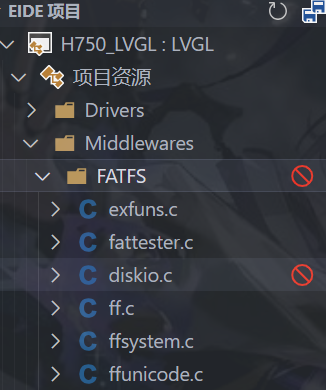 EIDE 项目
H750_LVGL : LVGL
项目资源
Drivers
Middlewares
FATFS
C exfuns.c
C fattester.c
C diskio.c
C ff.c
C ffsystem.c
C ffunicode.c